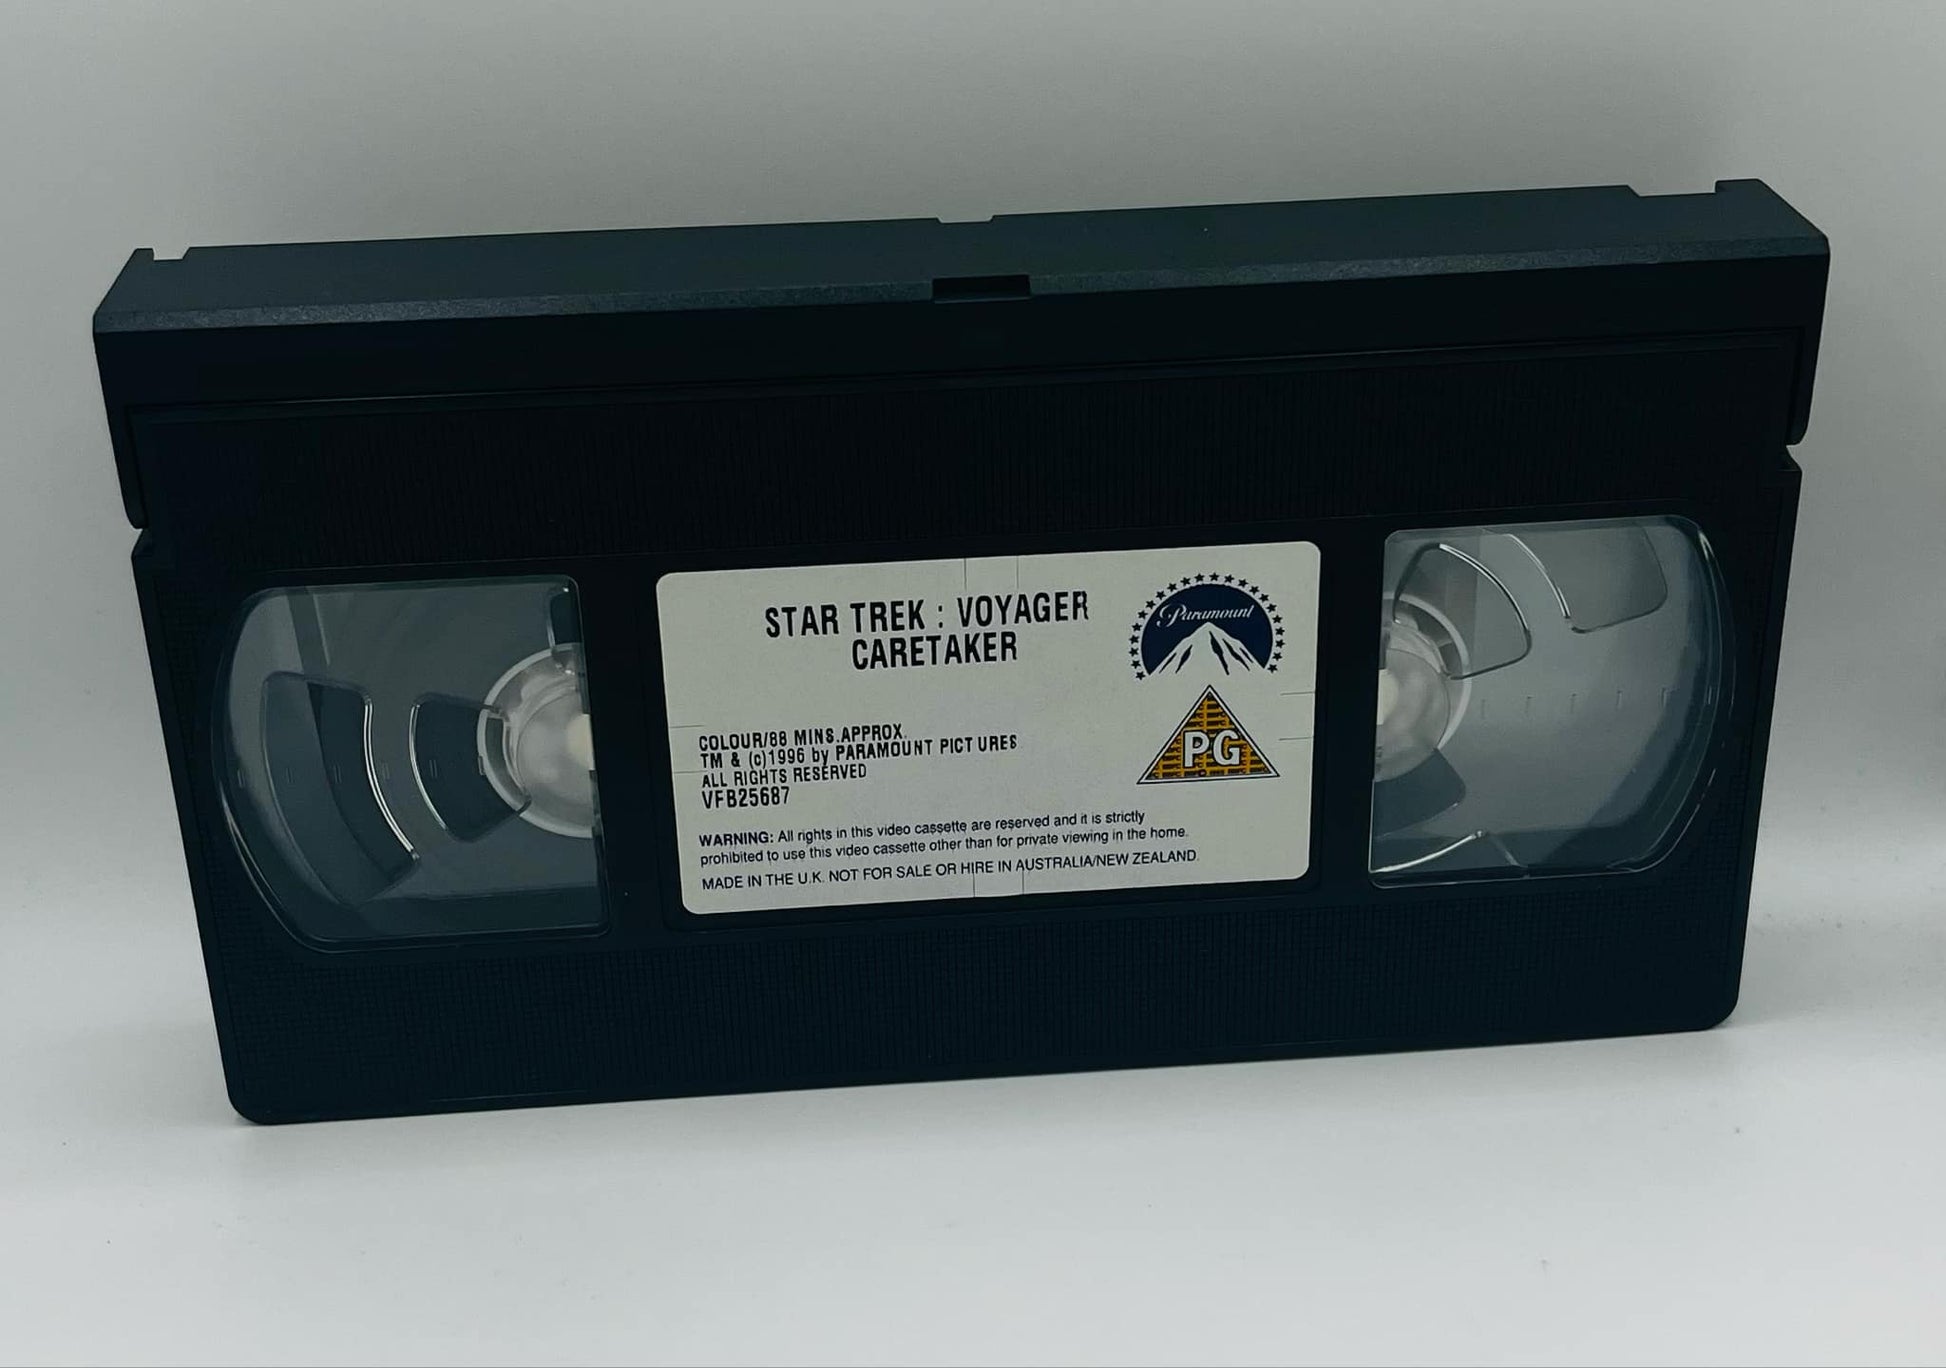 STAR TREK : VOYAGER
CARETAKER
Paramount
PG
COLOUR/88 MINS.APPROX.
TM & (c)1996 by PARAMOUNT PICTURES
ALL RIGHTS RESERVED
VFB25687
WARNING: All rights in this video cassette are reserved and it is strictly
prohibited to use this video cassette other than for private viewing in the home.
MADE IN THE U.K. NOT FOR SALE OR HIRE IN AUSTRALIA/NEW ZEALAND.